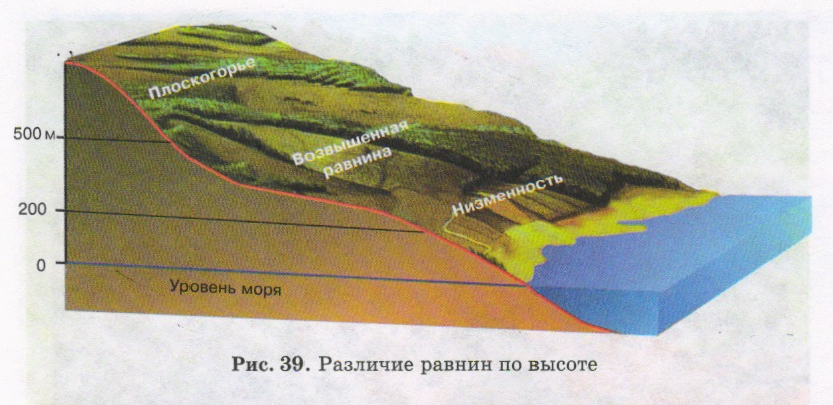 Плоскогорье
500 м
Возвышенная
равнина
Низменность
200
0
Уровень моря
Рис. 39. Различие равнин по высоте